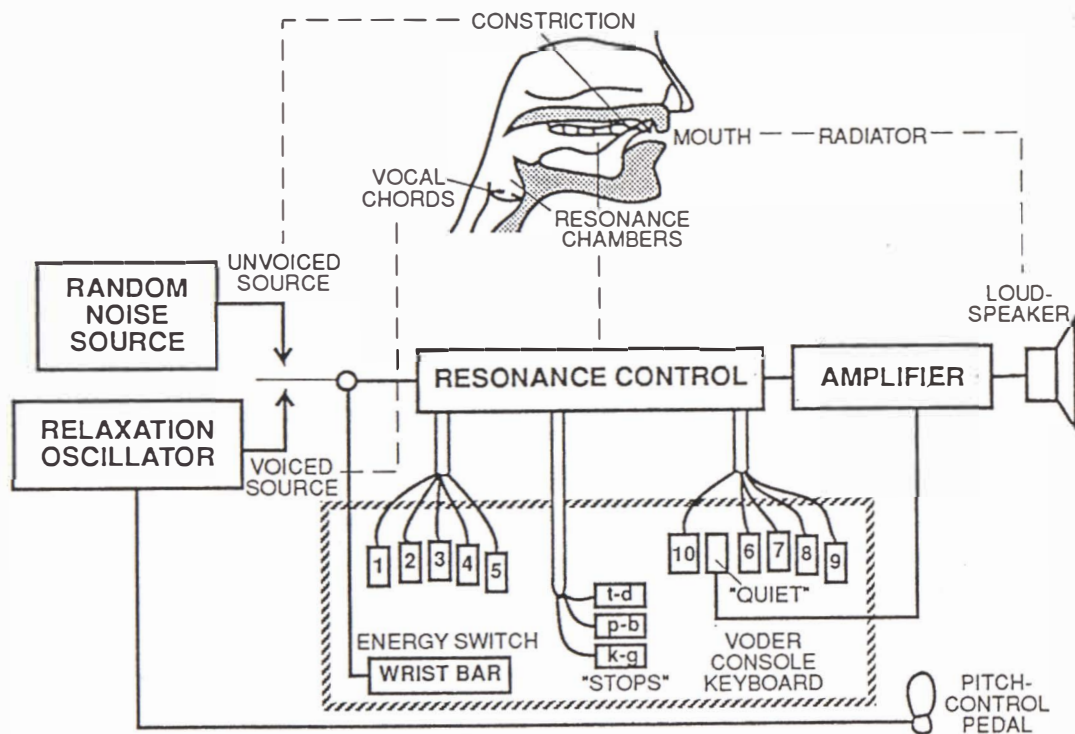 CONSTRICTION
MOUTH
RADIATOR
VOCAL
CHORDS
RESONANCE
CHAMBERS
UNVOICED
SOURCE
RANDOM
NOISE
SOURCE
LOUD-
SPEAKER
RESONANCE CONTROL
AMPLIFIER
RELAXATION
OSCILLATOR
VOICED
SOURCE
1
2
3
4
5
10
6
7
8
9
"QUIET"
t-d
p-b
k-g
"STOPS"
ENERGY SWITCH
WRIST BAR
VODER
CONSOLE
KEYBOARD
PITCH-
CONTROL
PEDAL